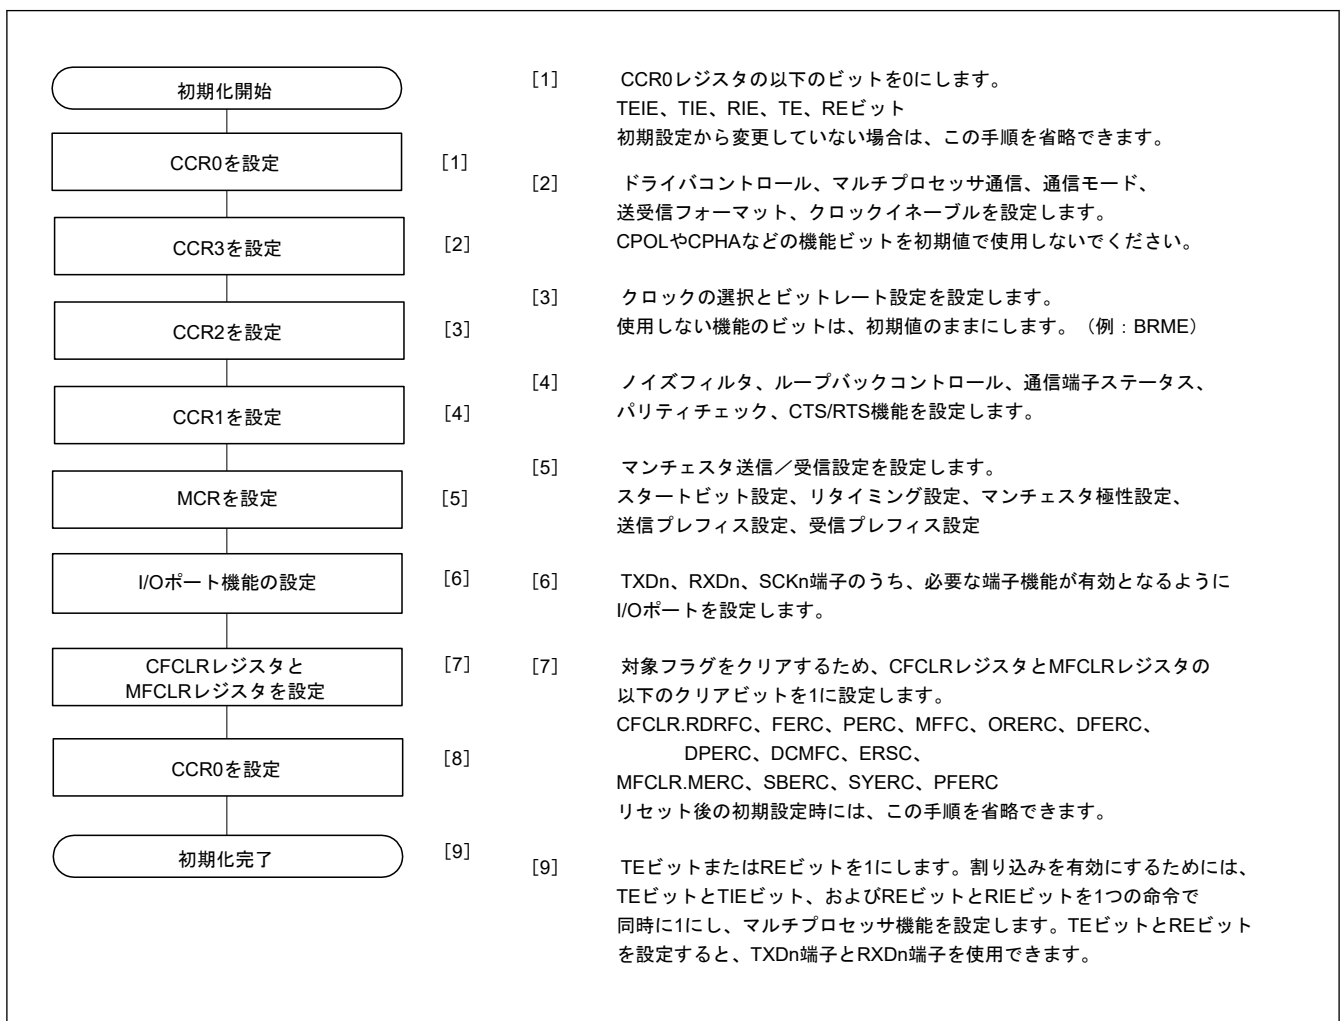 初期化開始
CCR0を設定
[1]
CCR3を設定
[2]
CCR2を設定
[3]
CCR1を設定
[4]
MCRを設定
[5]
I/Oポート機能の設定
[6]
CFCLRレジスタと
MFCLRレジスタを設定
[7]
CCR0を設定
[8]
初期化完了
[9]
[1] CCR0レジスタの以下のビットを0にします。
TEIE、TIE、RIE、TE、REビット
初期設定から変更していない場合は、この手順を省略できます。
[2] ドライバコントロール、マルチプロセッサ通信、通信モード、
送受信フォーマット、クロックイネーブルを設定します。
CPOLやCPHAなどの機能ビットを初期値で使用しないでください。
[3] クロックの選択とビットレート設定を設定します。
使用しない機能のビットは、初期値のままにします。（例：BRME）
[4] ノイズフィルタ、ループバックコントロール、通信端子ステータス、
パリティチェック、CTS/RTS機能を設定します。
[5] マンチェスタ送信／受信設定を設定します。
スタートビット設定、リタイミング設定、マンチェスタ極性設定、
送信プレフィス設定、受信プレフィス設定
[6] TXDn、RXDn、SCKn端子のうち、必要な端子機能が有効となるように
I/Oポートを設定します。
[7] 対象フラグをクリアするため、CFCLRレジスタとMFCLRレジスタの
以下のクリアビットを1に設定します。
CFCLR.RDRFC、FERC、PERC、MFFC、ORERC、DFERC、
DPERC、DCMFC、ERSC、
MFCLR.MERC、SBERC、SYERC、PFERC
リセット後の初期設定時には、この手順を省略できます。
[9] TEビットまたはREビットを1にします。割り込みを有効にするためには、
TEビットとTIEビット、およびREビットとRIEビットを1つの命令で
同時に1にし、マルチプロセッサ機能を設定します。TEビットとREビット
を設定すると、TXDn端子とRXDn端子を使用できます。